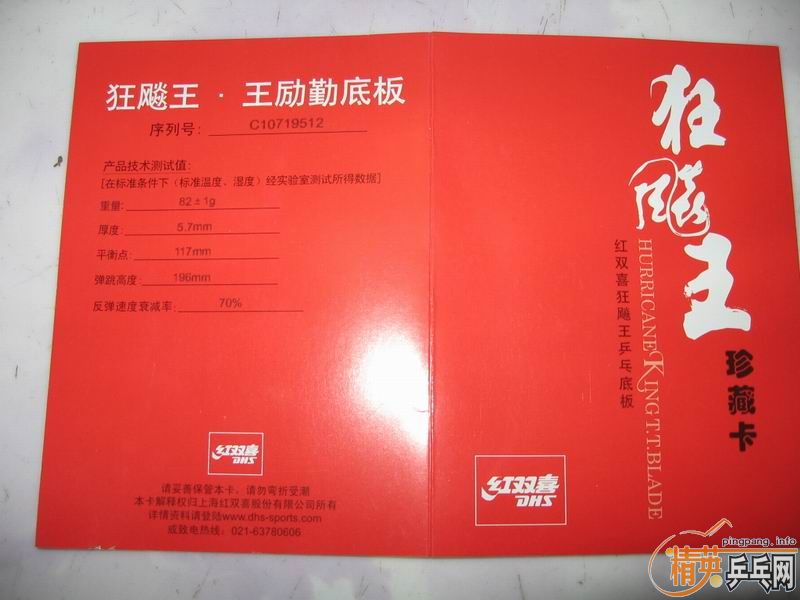 狂飚王 · 王励勤底板
序列号： C10719512
产品技术测试值：
[在标准条件下（标准温度、湿度）经实验室测试所得数据]
重量： 82±1g
厚度： 5.7mm
平衡点： 117mm
弹跳高度： 196mm
反弹速度衰减率： 70%
红双喜
DHS
请妥善保管本卡，请勿弯折受潮
本卡解释权归上海红双喜股份有限公司所有
详情资料请登陆www.dhs-sports.com
或致电热线：021-63780606
狂飚王
HURRICANE KING T.T.BLADE
红双喜狂飚王乒乓底板
珍藏卡
红双喜
DHS
pingpang.info
精英乒乓网